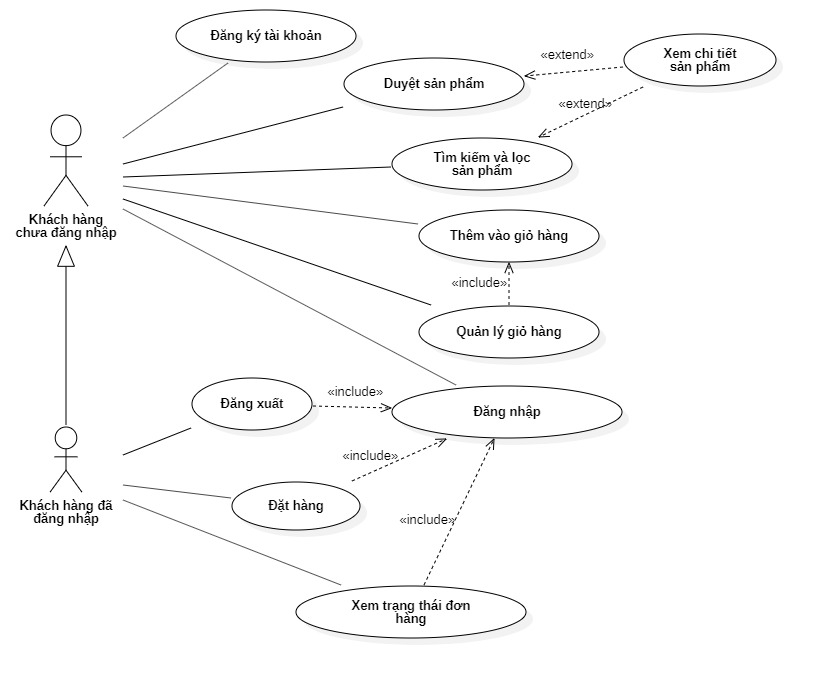 Đăng ký tài khoản
Duyệt sản phẩm
«extend»
Xem chi tiết
sản phẩm
«extend»
Tìm kiếm và lọc
sản phẩm
Khách hàng
chưa đăng nhập
Thêm vào giỏ hàng
«include»
Quản lý giỏ hàng
Đăng xuất
«include»
Đăng nhập
«include»
Khách hàng đã
đăng nhập
Đặt hàng
«include»
Xem trạng thái đơn
hàng